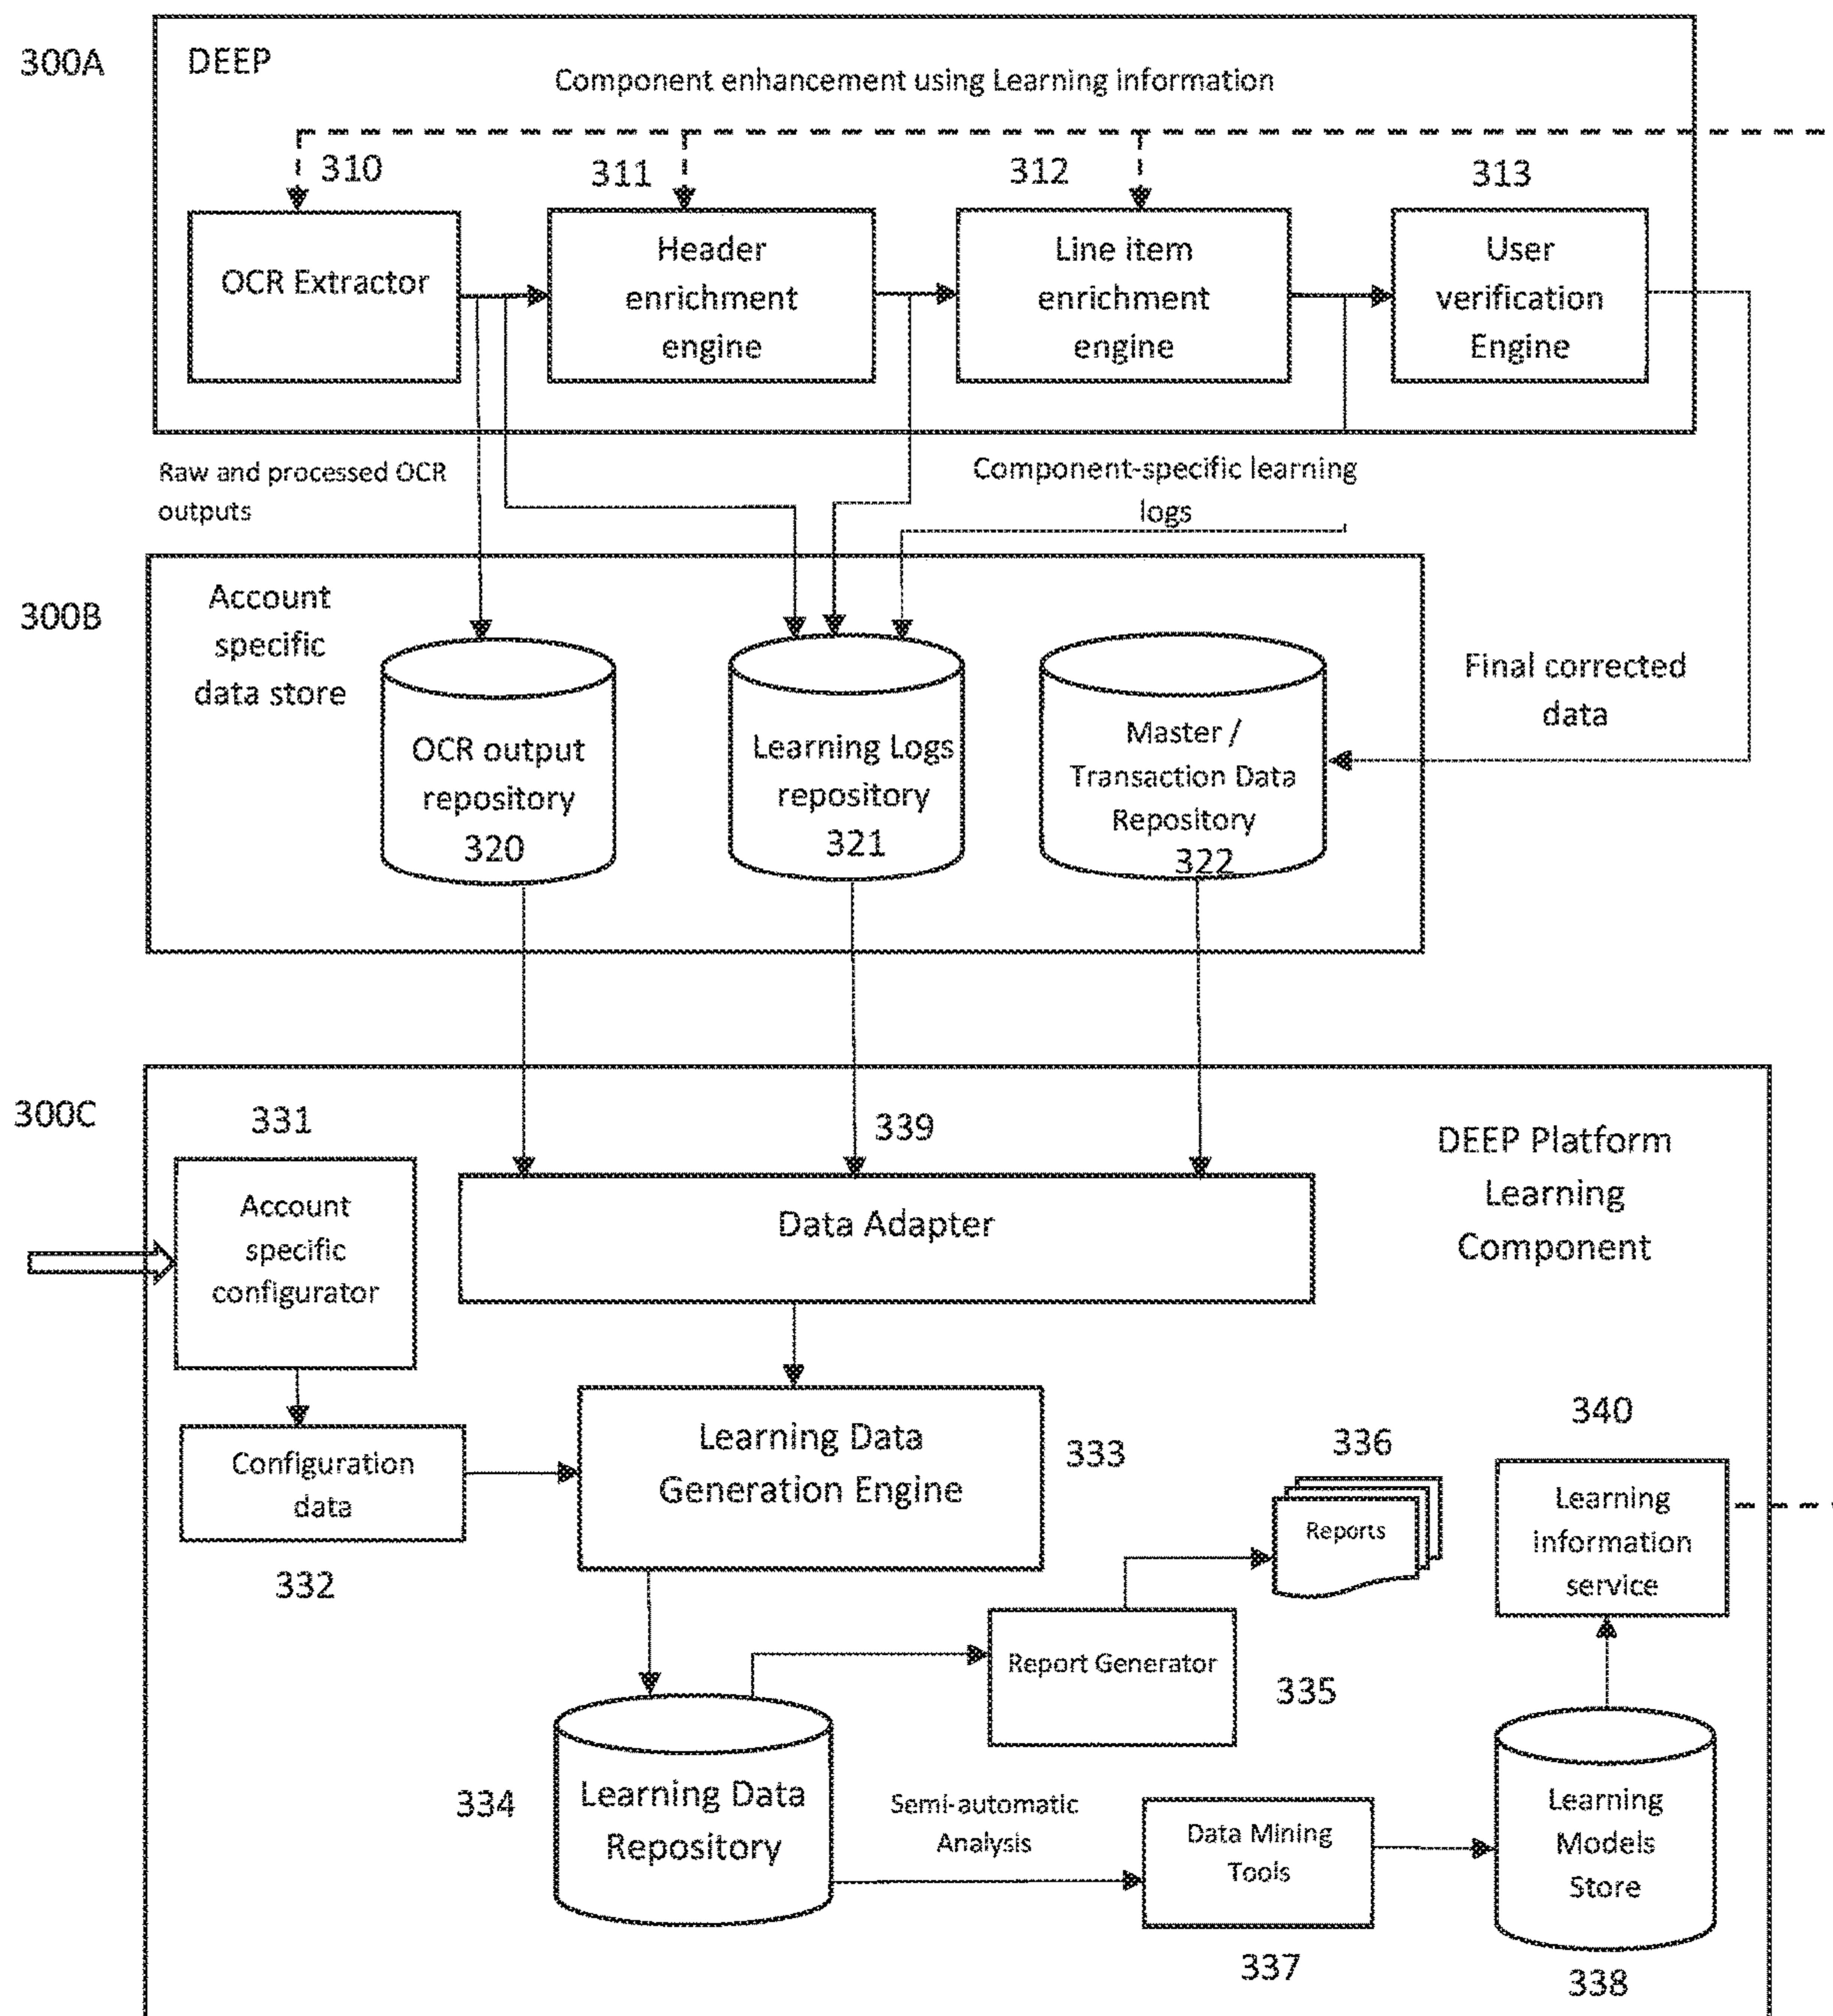 300A
DEEP
Component enhancement using Learning information
310
311
312
313
OCR Extractor
Header
enrichment
engine
Line item
enrichment
engine
User
verification
Engine
Raw and processed OCR
outputs
Component-specific learning
logs
300B
Account
specific
data store
OCR output
repository
320
Learning Logs
repository
321
Master /
Transaction Data
Repository
322
Final corrected
data
300C
331
339
DEEP Platform
Learning
Component
Account
specific
configurator
Data Adapter
Configuration
data
332
Learning Data
Generation Engine
333
336
Reports
340
Learning
information
service
Report Generator
335
334
Learning Data
Repository
Semi-automatic
Analysis
Data Mining
Tools
337
Learning
Models
Store
338